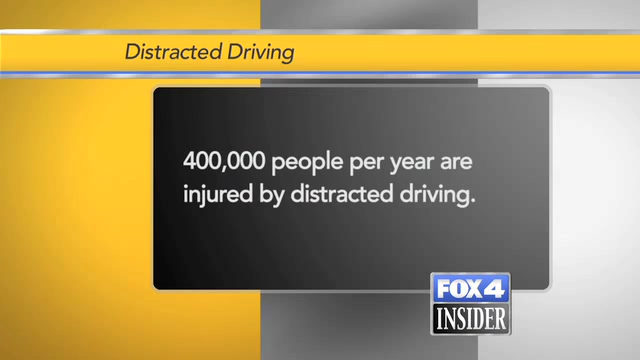 Distracted Driving
400,000 people per year are
injured by distracted driving.
FOX 4
INSIDER